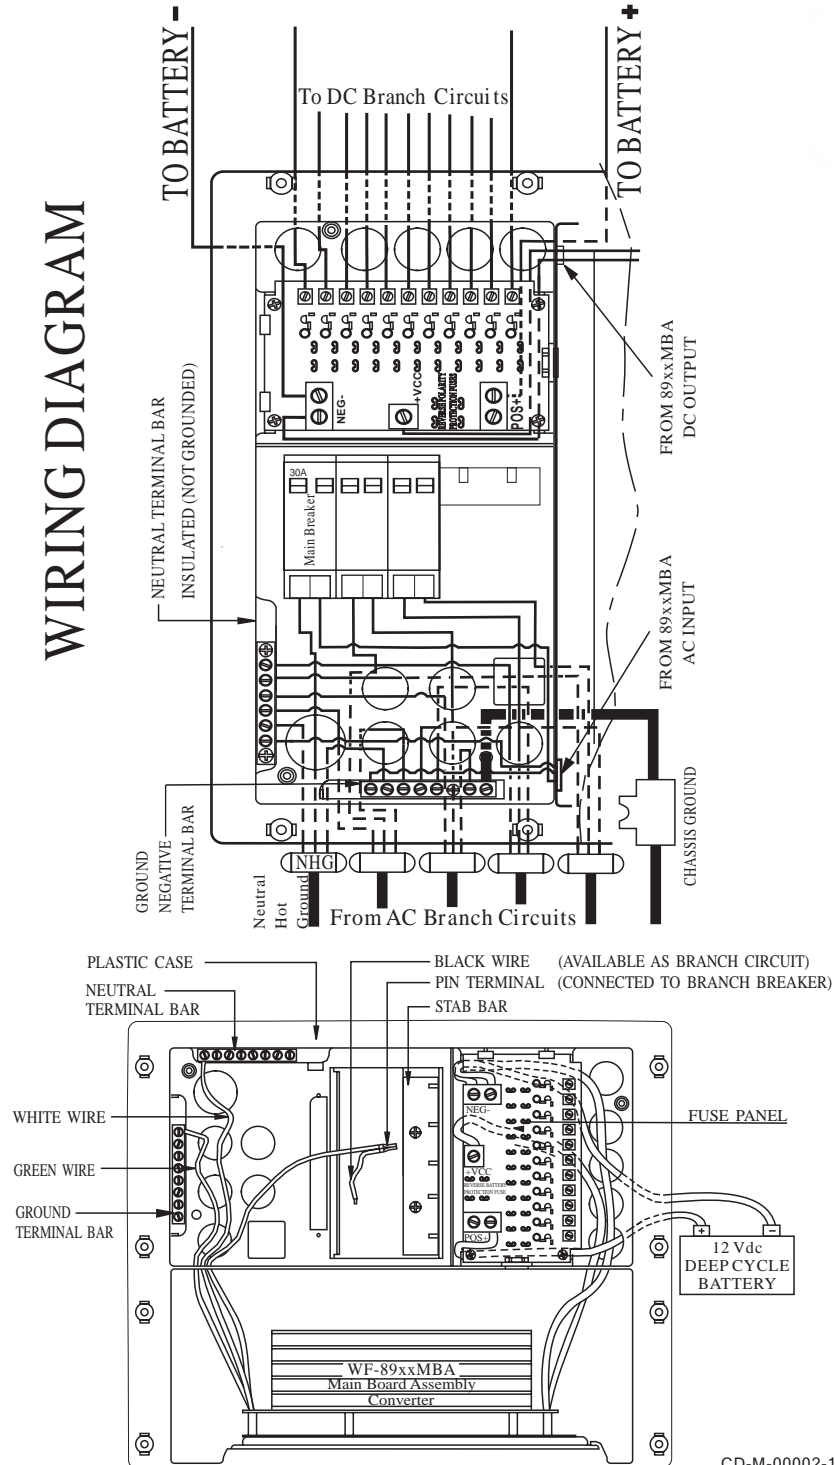 WIRING DIAGRAM
TO BATTERY -
TO BATTERY +
To DC Branch Circuits
NEUTRAL TERMINAL BAR
INSULATED (NOT GROUNDED)
NEG-
+VCC
REVERSE POLARITY
PROTECTION FUSES
POS+
FROM 89xxMBA
DC OUTPUT
30A
Main Breaker
FROM 89xxMBA
AC INPUT
GROUND
NEGATIVE
TERMINAL BAR
CHASSIS GROUND
NHG
Neutral
Hot
Ground
From AC Branch Circuits
PLASTIC CASE
NEUTRAL
TERMINAL BAR
BLACK WIRE (AVAILABLE AS BRANCH CIRCUIT)
PIN TERMINAL (CONNECTED TO BRANCH BREAKER)
STAB BAR
WHITE WIRE
GREEN WIRE
GROUND
TERMINAL BAR
NEG-
FUSE PANEL
+VCC
REVERSE BATTERY
PROTECTION FUSE
POS+
+ -
12 Vdc
DEEP CYCLE
BATTERY
WF-89xxMBA
Main Board Assembly
Converter
CD-M-00002-1